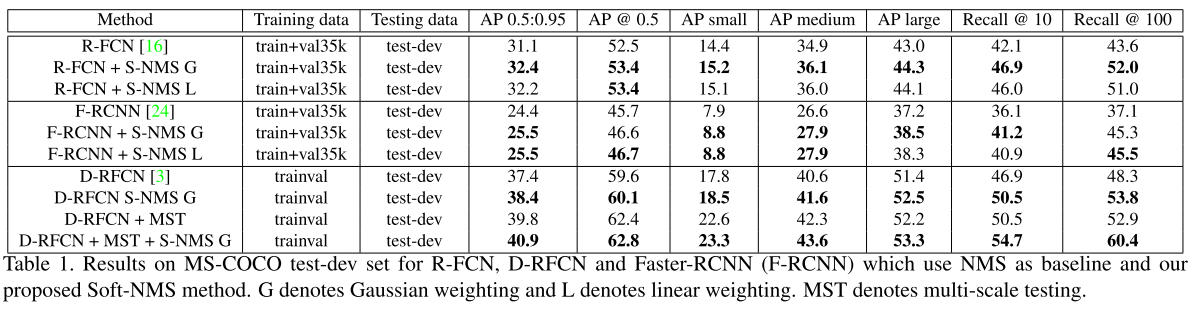 Method Training data Testing data AP 0.5:0.95 AP @ 0.5 AP small AP medium AP large Recall @ 10 Recall @ 100
R-FCN [16] train+val35k test-dev 31.1 52.5 14.4 34.9 43.0 42.1 43.6
R-FCN + S-NMS G train+val35k test-dev 32.4 53.4 15.2 36.1 44.3 46.9 52.0
R-FCN + S-NMS L train+val35k test-dev 32.2 53.4 15.1 36.0 44.1 46.0 51.0
F-RCNN [24] train+val35k test-dev 24.4 45.7 7.9 26.6 37.2 36.1 37.1
F-RCNN + S-NMS G train+val35k test-dev 25.5 46.6 8.8 27.9 38.5 41.2 45.3
F-RCNN + S-NMS L train+val35k test-dev 25.5 46.7 8.8 27.9 38.3 40.9 45.5
D-RFCN [3] trainval test-dev 37.4 59.6 17.8 40.6 51.4 46.9 48.3
D-RFCN S-NMS G trainval test-dev 38.4 60.1 18.5 41.6 52.5 50.5 53.8
D-RFCN + MST trainval test-dev 39.8 62.4 22.6 42.3 52.2 50.5 52.9
D-RFCN + MST + S-NMS G trainval test-dev 40.9 62.8 23.3 43.6 53.3 54.7 60.4
Table 1. Results on MS-COCO test-dev set for R-FCN, D-RFCN and Faster-RCNN (F-RCNN) which use NMS as baseline and our
proposed Soft-NMS method. G denotes Gaussian weighting and L denotes linear weighting. MST denotes multi-scale testing.